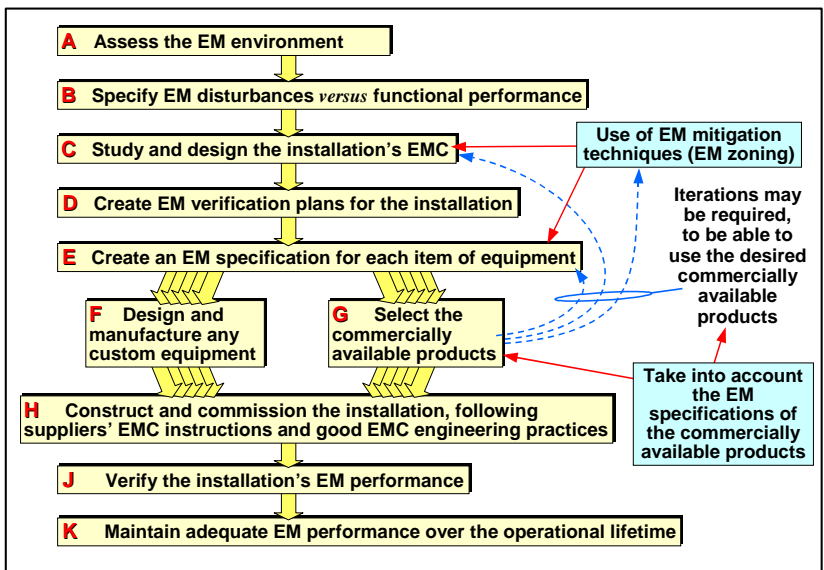 A Assess the EM environment
B Specify EM disturbances versus functional performance
C Study and design the installation's EMC
Use of EM mitigation
techniques (EM zoning)
D Create EM verification plans for the installation
Iterations may
be required,
to be able to
use the desired
commercially
available
products
E Create an EM specification for each item of equipment
F Design and
manufacture any
custom equipment
G Select the
commercially
available products
Take into account
the EM
specifications of
the commercially
available products
H Construct and commission the installation, following
suppliers' EMC instructions and good EMC engineering practices
J Verify the installation's EM performance
K Maintain adequate EM performance over the operational lifetime